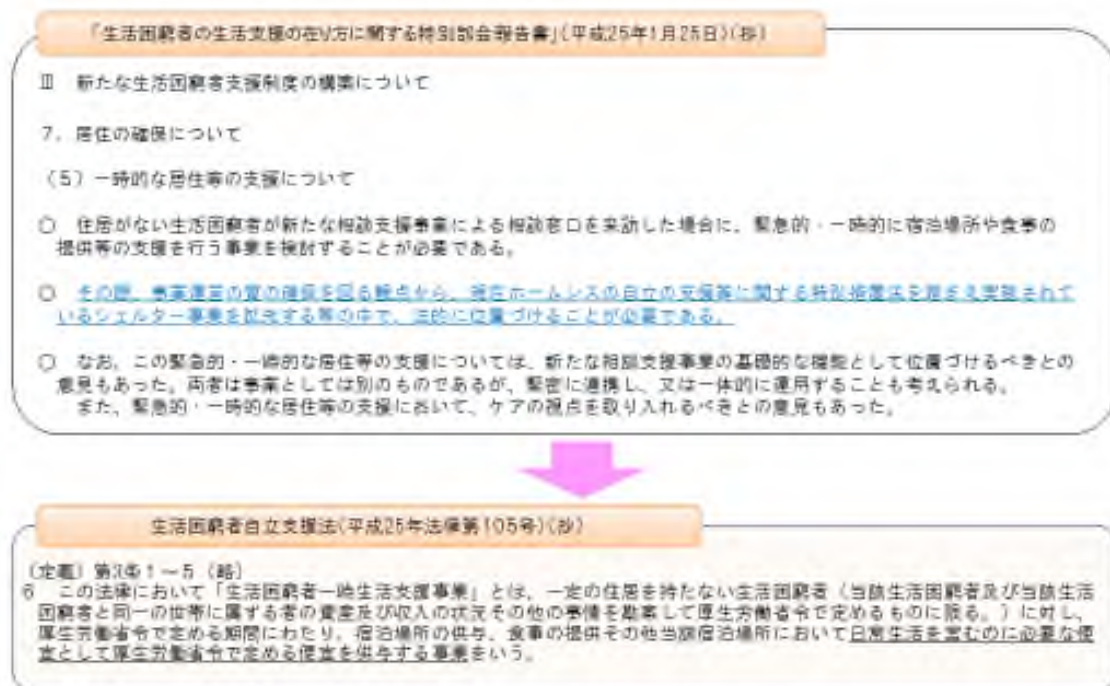 「生活困窮者の生活支援の在り方に関する特別部会報告書」(平成25年1月25日)(抄)
Ⅲ 新たな生活困窮者支援制度の構築について
7．居住の確保について
（5）一時的な居住等の支援について
○ 住居がない生活困窮者が新たな相談支援事業による相談窓口を来訪した場合に、緊急的・一時的に宿泊場所や食事の
提供等の支援を行う事業を検討することが必要である。
○ その際、事業運営の質の確保を図る観点から、現在ホームレスの自立の支援等に関する特別措置法を踏まえ実施されて
いるシェルター事業を拡充する等の中で、法的に位置づけることが必要である。
○ なお、この緊急的・一時的な居住等の支援については、新たな相談支援事業の基礎的な機能として位置づけるべきとの
意見もあった。両者は事業としては別のものであるが、緊密に連携し、又は一体的に運用することも考えられる。
また、緊急的・一時的な居住等の支援において、ケアの視点を取り入れるべきとの意見もあった。
生活困窮者自立支援法(平成25年法律第105号)(抄)
(定義) 第3条1～5 (略)
6 この法律において「生活困窮者一時生活支援事業」とは、一定の住居を持たない生活困窮者（当該生活困窮者及び当該生活
困窮者と同一の世帯に属する者の資産及び収入の状況その他の事情を勘案して厚生労働省令で定めるものに限る。）に対し、
厚生労働省令で定める期間にわたり、宿泊場所の供与、食事の提供その他当該宿泊場所において日常生活を営むのに必要な便
宜として厚生労働省令で定める便宜を供与する事業をいう。